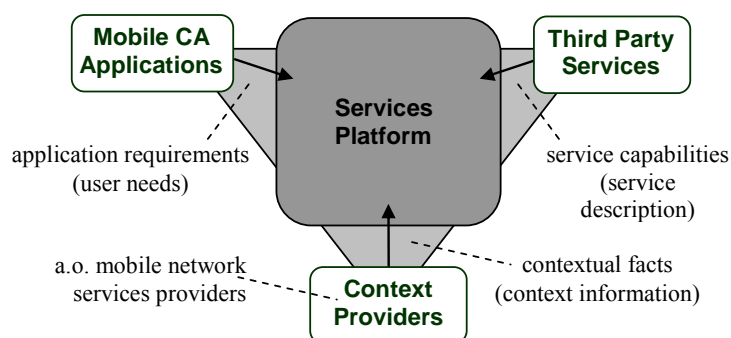 Mobile CA
Applications
Third Party
Services
Services
Platform
application requirements
(user needs)
service capabilities
(service
description)
a.o. mobile network
services providers
contextual facts
(context information)
Context
Providers